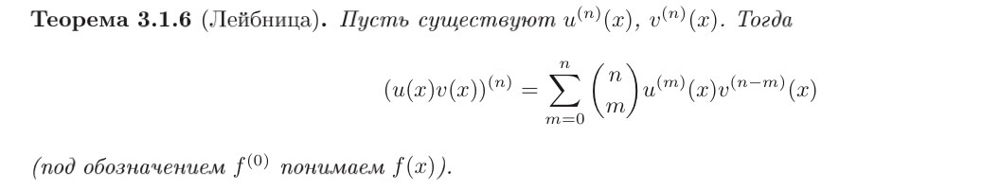 Теорема 3.1.6 (Лейбница). Пусть существуют u^{(n)}(x), v^{(n)}(x). Тогда
(u(x)v(x))^{(n)} = \sum_{m=0}^{n} \binom{n}{m} u^{(m)}(x)v^{(n-m)}(x)
(под обозначением f^{(0)} понимаем f(x)).